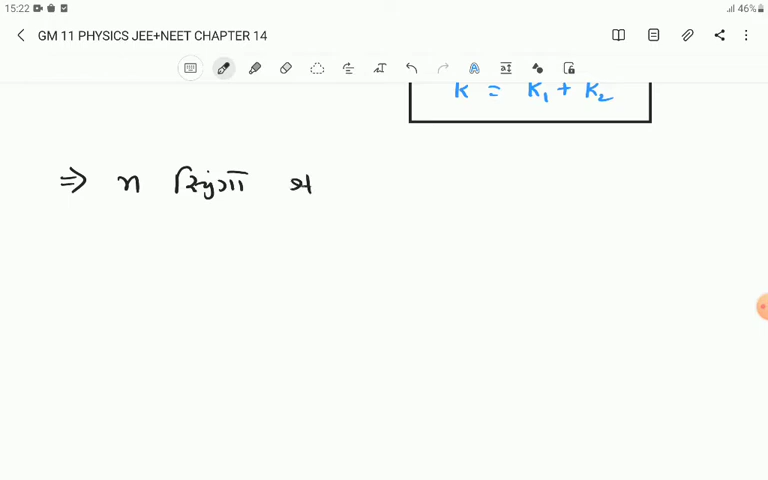 15:22 46%
GM 11 PHYSICS JEE+NEET CHAPTER 14
K = K₁ + K₂
⇒ n સ્પ્રિંગ